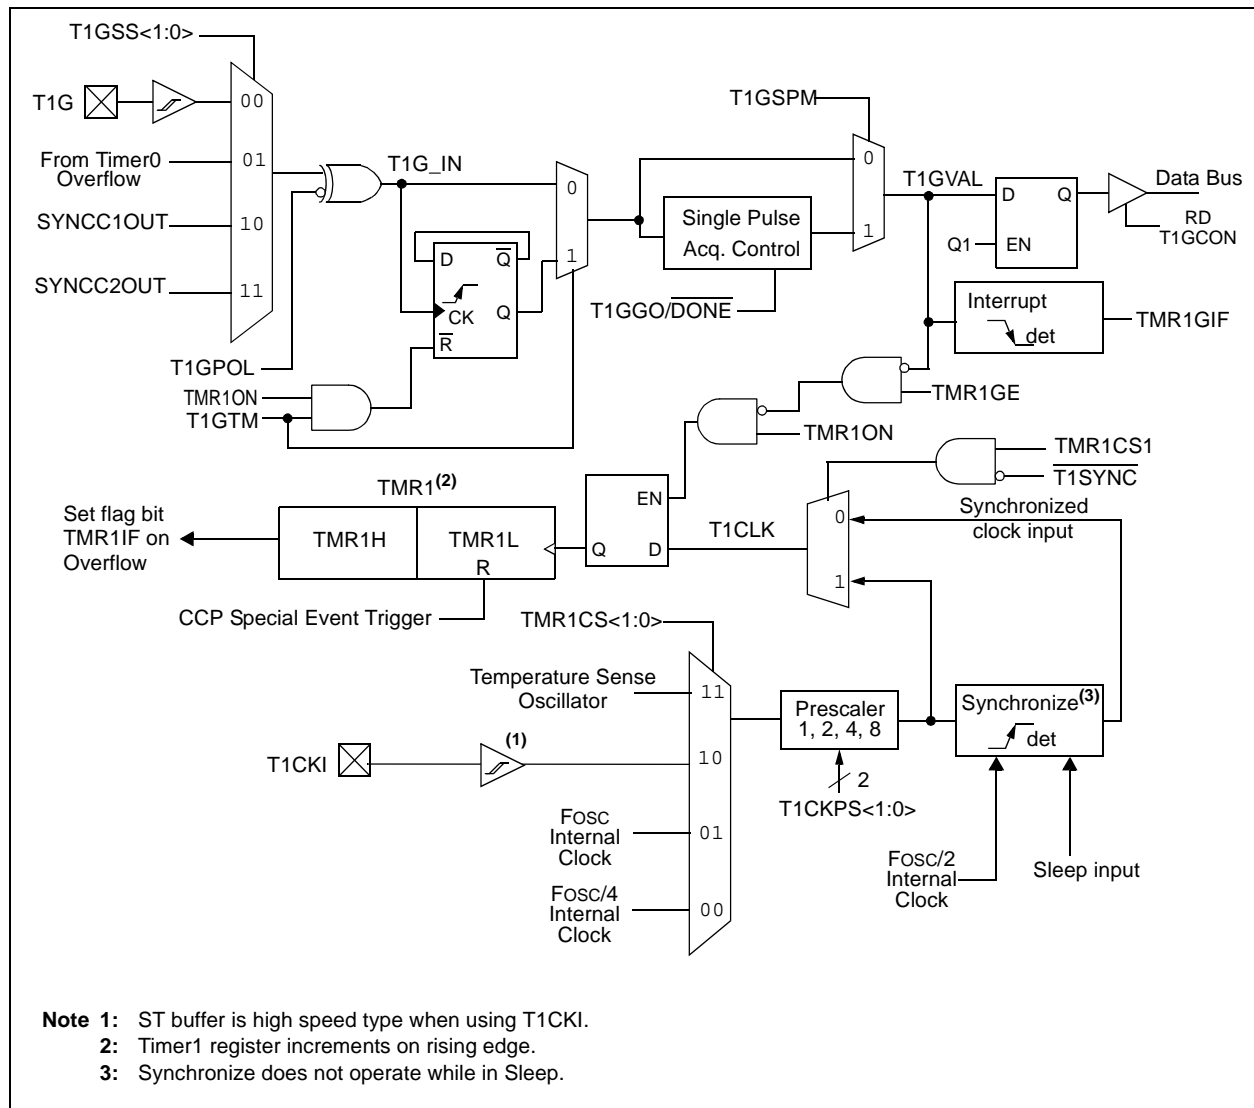 T1GSS<1:0>
T1G
00
From Timer0
Overflow
01
SYNCC1OUT
10
SYNCC2OUT
11
T1GPOL
TMR1ON
T1GTM
T1G_IN
0
1
D
Q
CK
Q
R
T1GSPM
0
1
Single Pulse
Acq. Control
T1GGO/DONE
T1GVAL
D
Q
Q1
EN
Data Bus
RD
T1GCON
Interrupt
det
TMR1GIF
TMR1GE
TMR1ON
TMR1CS1
T1SYNC
Set flag bit
TMR1IF on
Overflow
TMR1(2)
TMR1H
TMR1L
R
CCP Special Event Trigger
EN
Q
D
T1CLK
0
1
Synchronized
clock input
TMR1CS<1:0>
Temperature Sense
Oscillator
11
T1CKI
(1)
10
FOSC
Internal
Clock
01
FOSC/4
Internal
Clock
00
Prescaler
1, 2, 4, 8
2
T1CKPS<1:0>
Synchronize(3)
det
FOSC/2
Internal
Clock
Sleep input
Note 1: ST buffer is high speed type when using T1CKI.
2: Timer1 register increments on rising edge.
3: Synchronize does not operate while in Sleep.